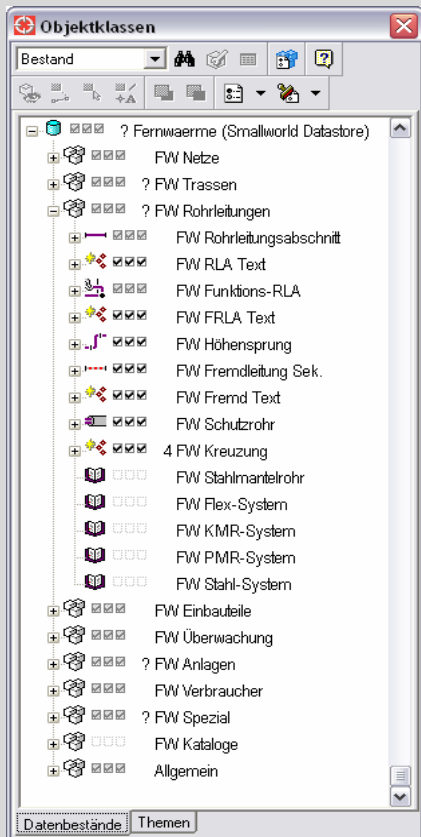 Objektklassen
Bestand
? Fernwaerme (Smallworld Datastore)
FW Netze
? FW Trassen
? FW Rohrleitungen
FW Rohrleitungsabschnitt
FW RLA Text
FW Funktions-RLA
FW FRLA Text
FW Höhensprung
FW Fremdleitung Sek.
FW Fremd Text
FW Schutzrohr
4 FW Kreuzung
FW Stahlmantelrohr
FW Flex-System
FW KMR-System
FW PMR-System
FW Stahl-System
FW Einbauteile
FW Überwachung
? FW Anlagen
FW Verbraucher
? FW Spezial
FW Kataloge
Allgemein
Datenbestände Themen